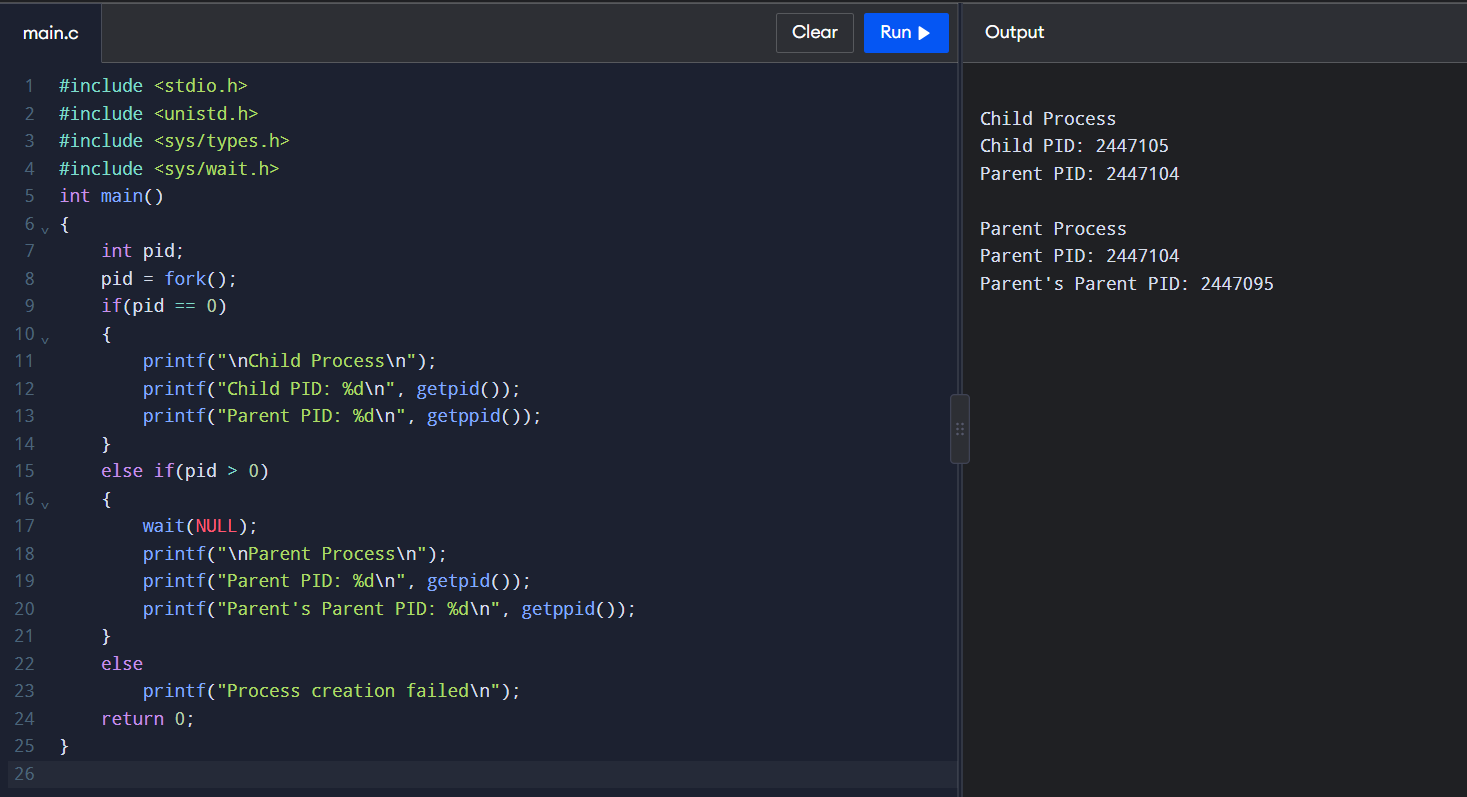 main.c
Clear
Run
Output
1 #include <stdio.h>
2 #include <unistd.h>
3 #include <sys/types.h>
4 #include <sys/wait.h>
5 int main()
6 {
7     int pid;
8     pid = fork();
9     if(pid == 0)
10     {
11         printf("\nChild Process\n");
12         printf("Child PID: %d\n", getpid());
13         printf("Parent PID: %d\n", getppid());
14     }
15     else if(pid > 0)
16     {
17         wait(NULL);
18         printf("\nParent Process\n");
19         printf("Parent PID: %d\n", getpid());
20         printf("Parent's Parent PID: %d\n", getppid());
21     }
22     else
23         printf("Process creation failed\n");
24     return 0;
25 }
26
Child Process
Child PID: 2447105
Parent PID: 2447104
Parent Process
Parent PID: 2447104
Parent's Parent PID: 2447095